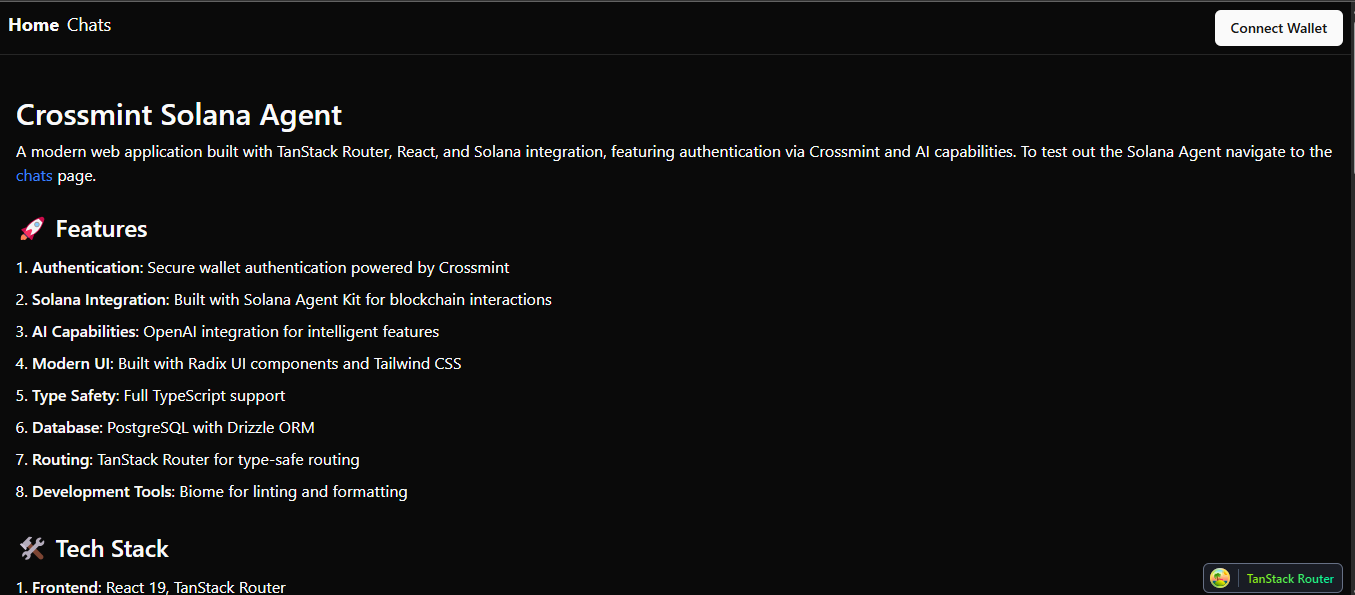 Home Chats
Connect Wallet
Crossmint Solana Agent
A modern web application built with TanStack Router, React, and Solana integration, featuring authentication via Crossmint and AI capabilities. To test out the Solana Agent navigate to the
chats page.
🚀 Features
1. Authentication: Secure wallet authentication powered by Crossmint
2. Solana Integration: Built with Solana Agent Kit for blockchain interactions
3. AI Capabilities: OpenAI integration for intelligent features
4. Modern UI: Built with Radix UI components and Tailwind CSS
5. Type Safety: Full TypeScript support
6. Database: PostgreSQL with Drizzle ORM
7. Routing: TanStack Router for type-safe routing
8. Development Tools: Biome for linting and formatting
🛠️ Tech Stack
1. Frontend: React 19, TanStack Router
TanStack Router